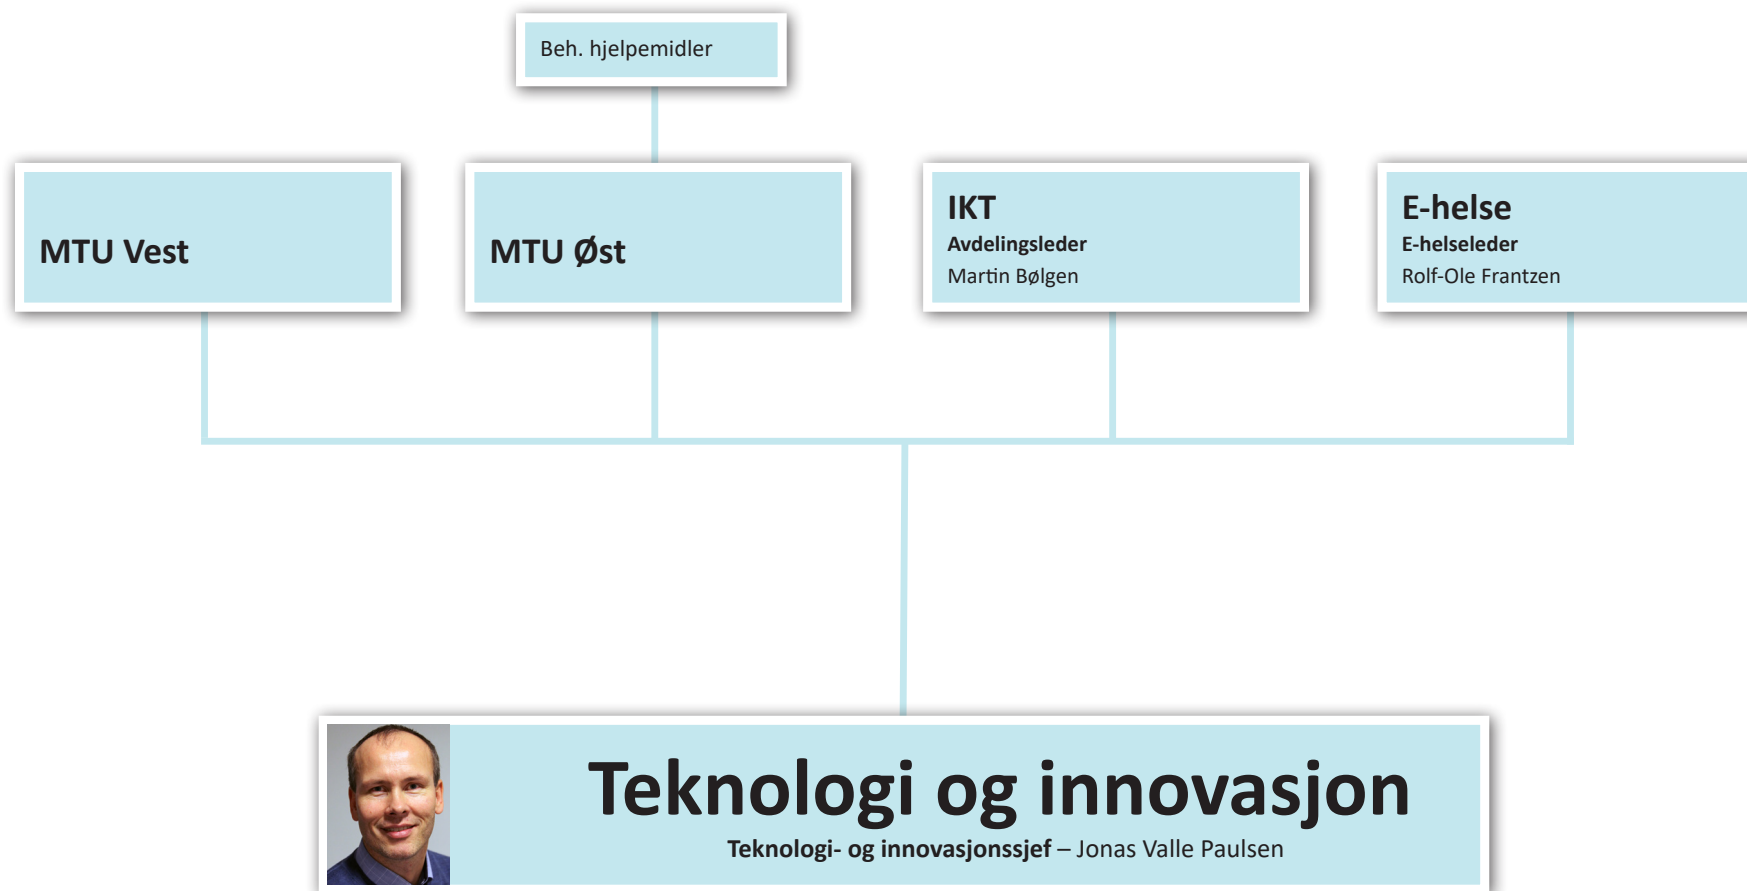 Beh. hjelpemidler
MTU Vest
MTU Øst
IKT
Avdelingsleder
Martin Bølgen
E-helse
E-helseleder
Rolf-Ole Frantzen
Teknologi og innovasjon
Teknologi- og innovasjonssjef – Jonas Valle Paulsen